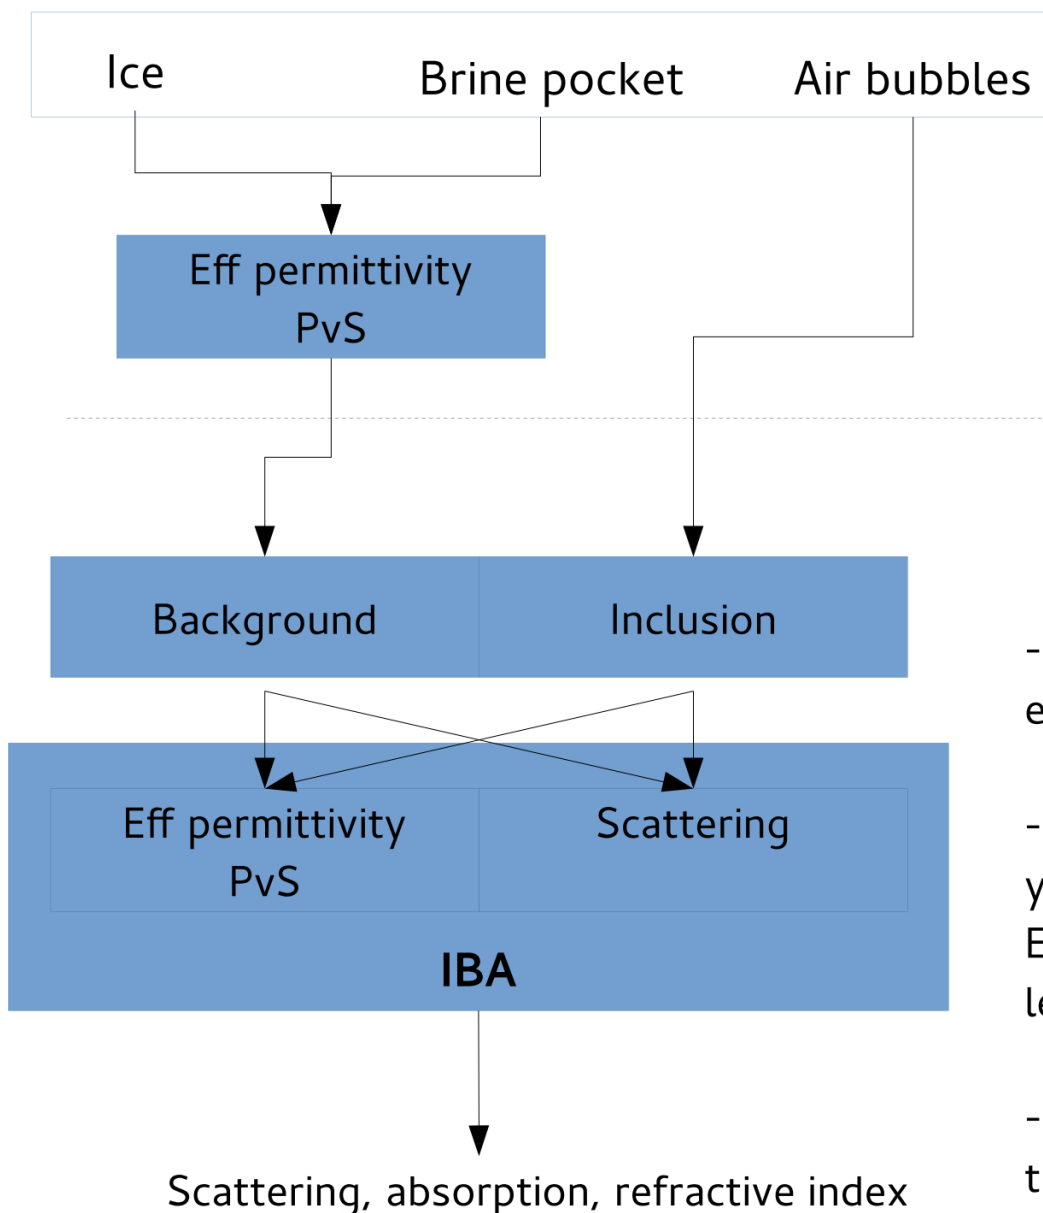 Ice
Brine pocket
Air bubbles
Eff permittivity
PvS
Background
Inclusion
-
e
Eff permittivity
PvS
Scattering
-
y
E
le
IBA
-
t
Scattering, absorption, refractive index